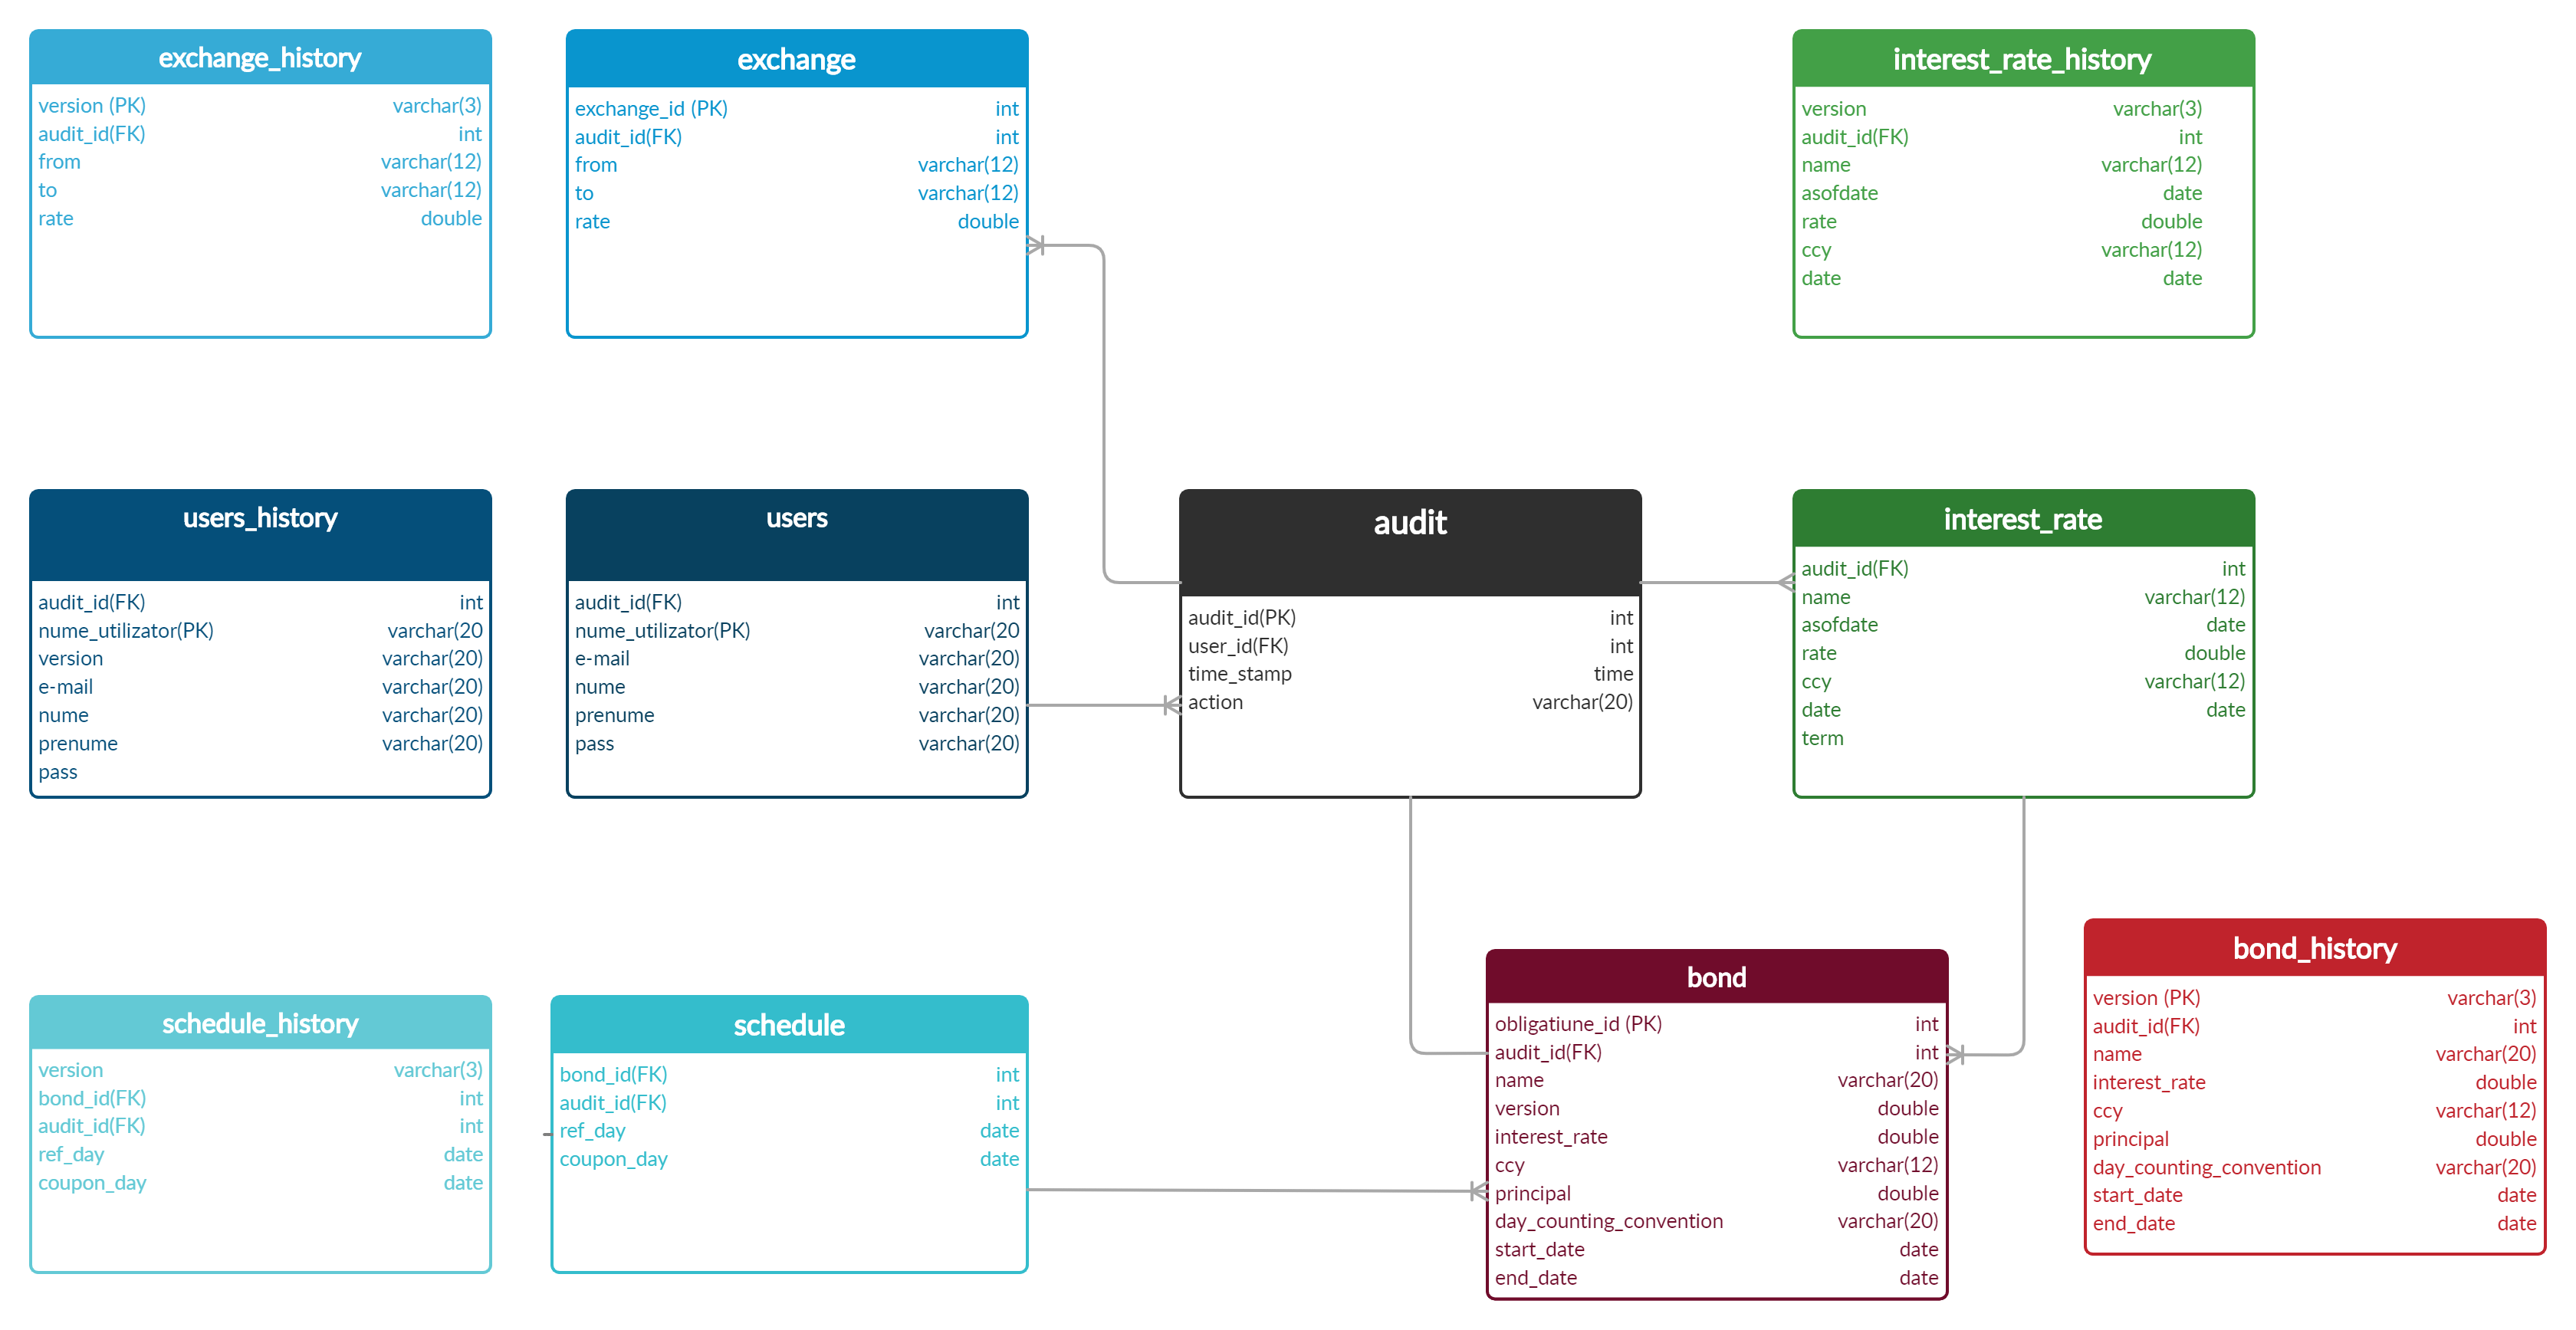 exchange_history
version (PK) varchar(3)
audit_id(FK) int
from varchar(12)
to varchar(12)
rate double
exchange
exchange_id (PK) int
audit_id(FK) int
from varchar(12)
to varchar(12)
rate double
interest_rate_history
version varchar(3)
audit_id(FK) int
name varchar(12)
asofdate date
rate double
ccy varchar(12)
date date
users_history
audit_id(FK) int
nume_utilizator(PK) varchar(20
version varchar(20)
e-mail varchar(20)
nume varchar(20)
prenume varchar(20)
pass
users
audit_id(FK) int
nume_utilizator(PK) varchar(20
e-mail varchar(20)
nume varchar(20)
prenume varchar(20)
pass varchar(20)
audit
audit_id(PK) int
user_id(FK) int
time_stamp time
action varchar(20)
interest_rate
audit_id(FK) int
name varchar(12)
asofdate date
rate double
ccy varchar(12)
date date
term
schedule_history
version varchar(3)
bond_id(FK) int
audit_id(FK) int
ref_day date
coupon_day date
schedule
bond_id(FK) int
audit_id(FK) int
ref_day date
coupon_day date
bond
obligatiune_id (PK) int
audit_id(FK) int
name varchar(20)
version double
interest_rate double
ccy varchar(12)
principal double
day_counting_convention varchar(20)
start_date date
end_date date
bond_history
version (PK) varchar(3)
audit_id(FK) int
name varchar(20)
interest_rate double
ccy varchar(12)
principal double
day_counting_convention varchar(20)
start_date date
end_date date